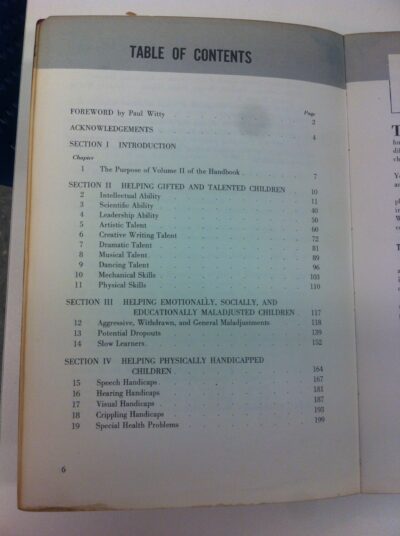 TABLE OF CONTENTS
Page
FOREWORD by Paul Witty 2
ACKNOWLEDGEMENTS 4
SECTION I INTRODUCTION
Chapter
1 The Purpose of Volume II of the Handbook 7
SECTION II HELPING GIFTED AND TALENTED CHILDREN 10
2 Intellectual Ability 11
3 Scientific Ability 40
4 Leadership Ability 50
5 Artistic Talent 60
6 Creative Writing Talent 72
7 Dramatic Talent 81
8 Musical Talent 89
9 Dancing Talent 96
10 Mechanical Skills 103
11 Physical Skills 110
SECTION III HELPING EMOTIONALLY, SOCIALLY, AND
EDUCATIONALLY MALADJUSTED CHILDREN 117
12 Aggressive, Withdrawn, and General Maladjustments 118
13 Potential Dropouts 139
14 Slow Learners 152
SECTION IV HELPING PHYSICALLY HANDICAPPED
CHILDREN 164
15 Speech Handicaps 167
16 Hearing Handicaps 181
17 Visual Handicaps 187
18 Crippling Handicaps 193
19 Special Health Problems 199
6